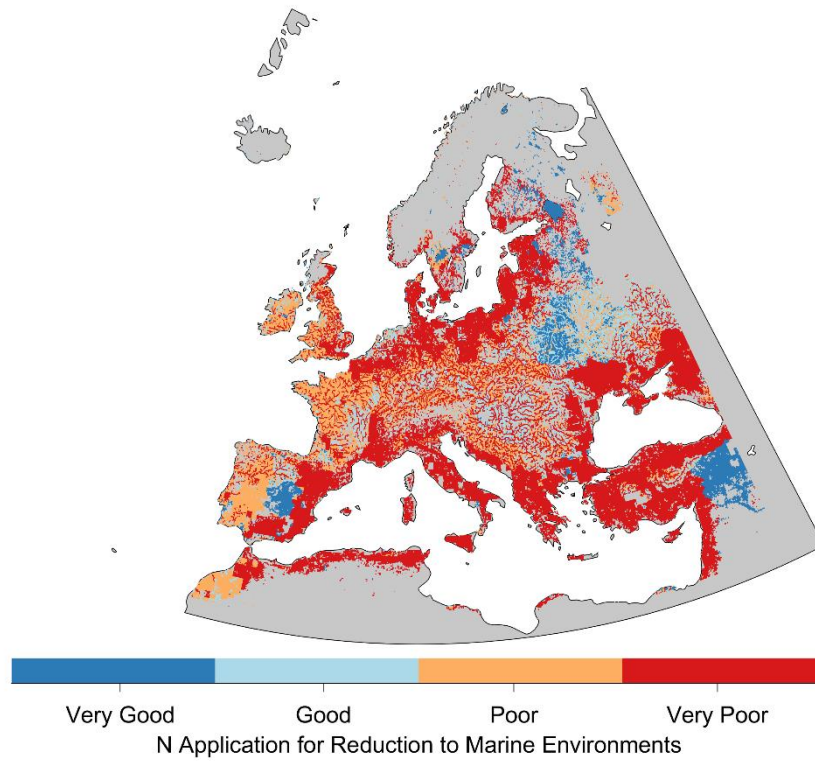 Very Good Good Poor Very Poor
N Application for Reduction to Marine Environments